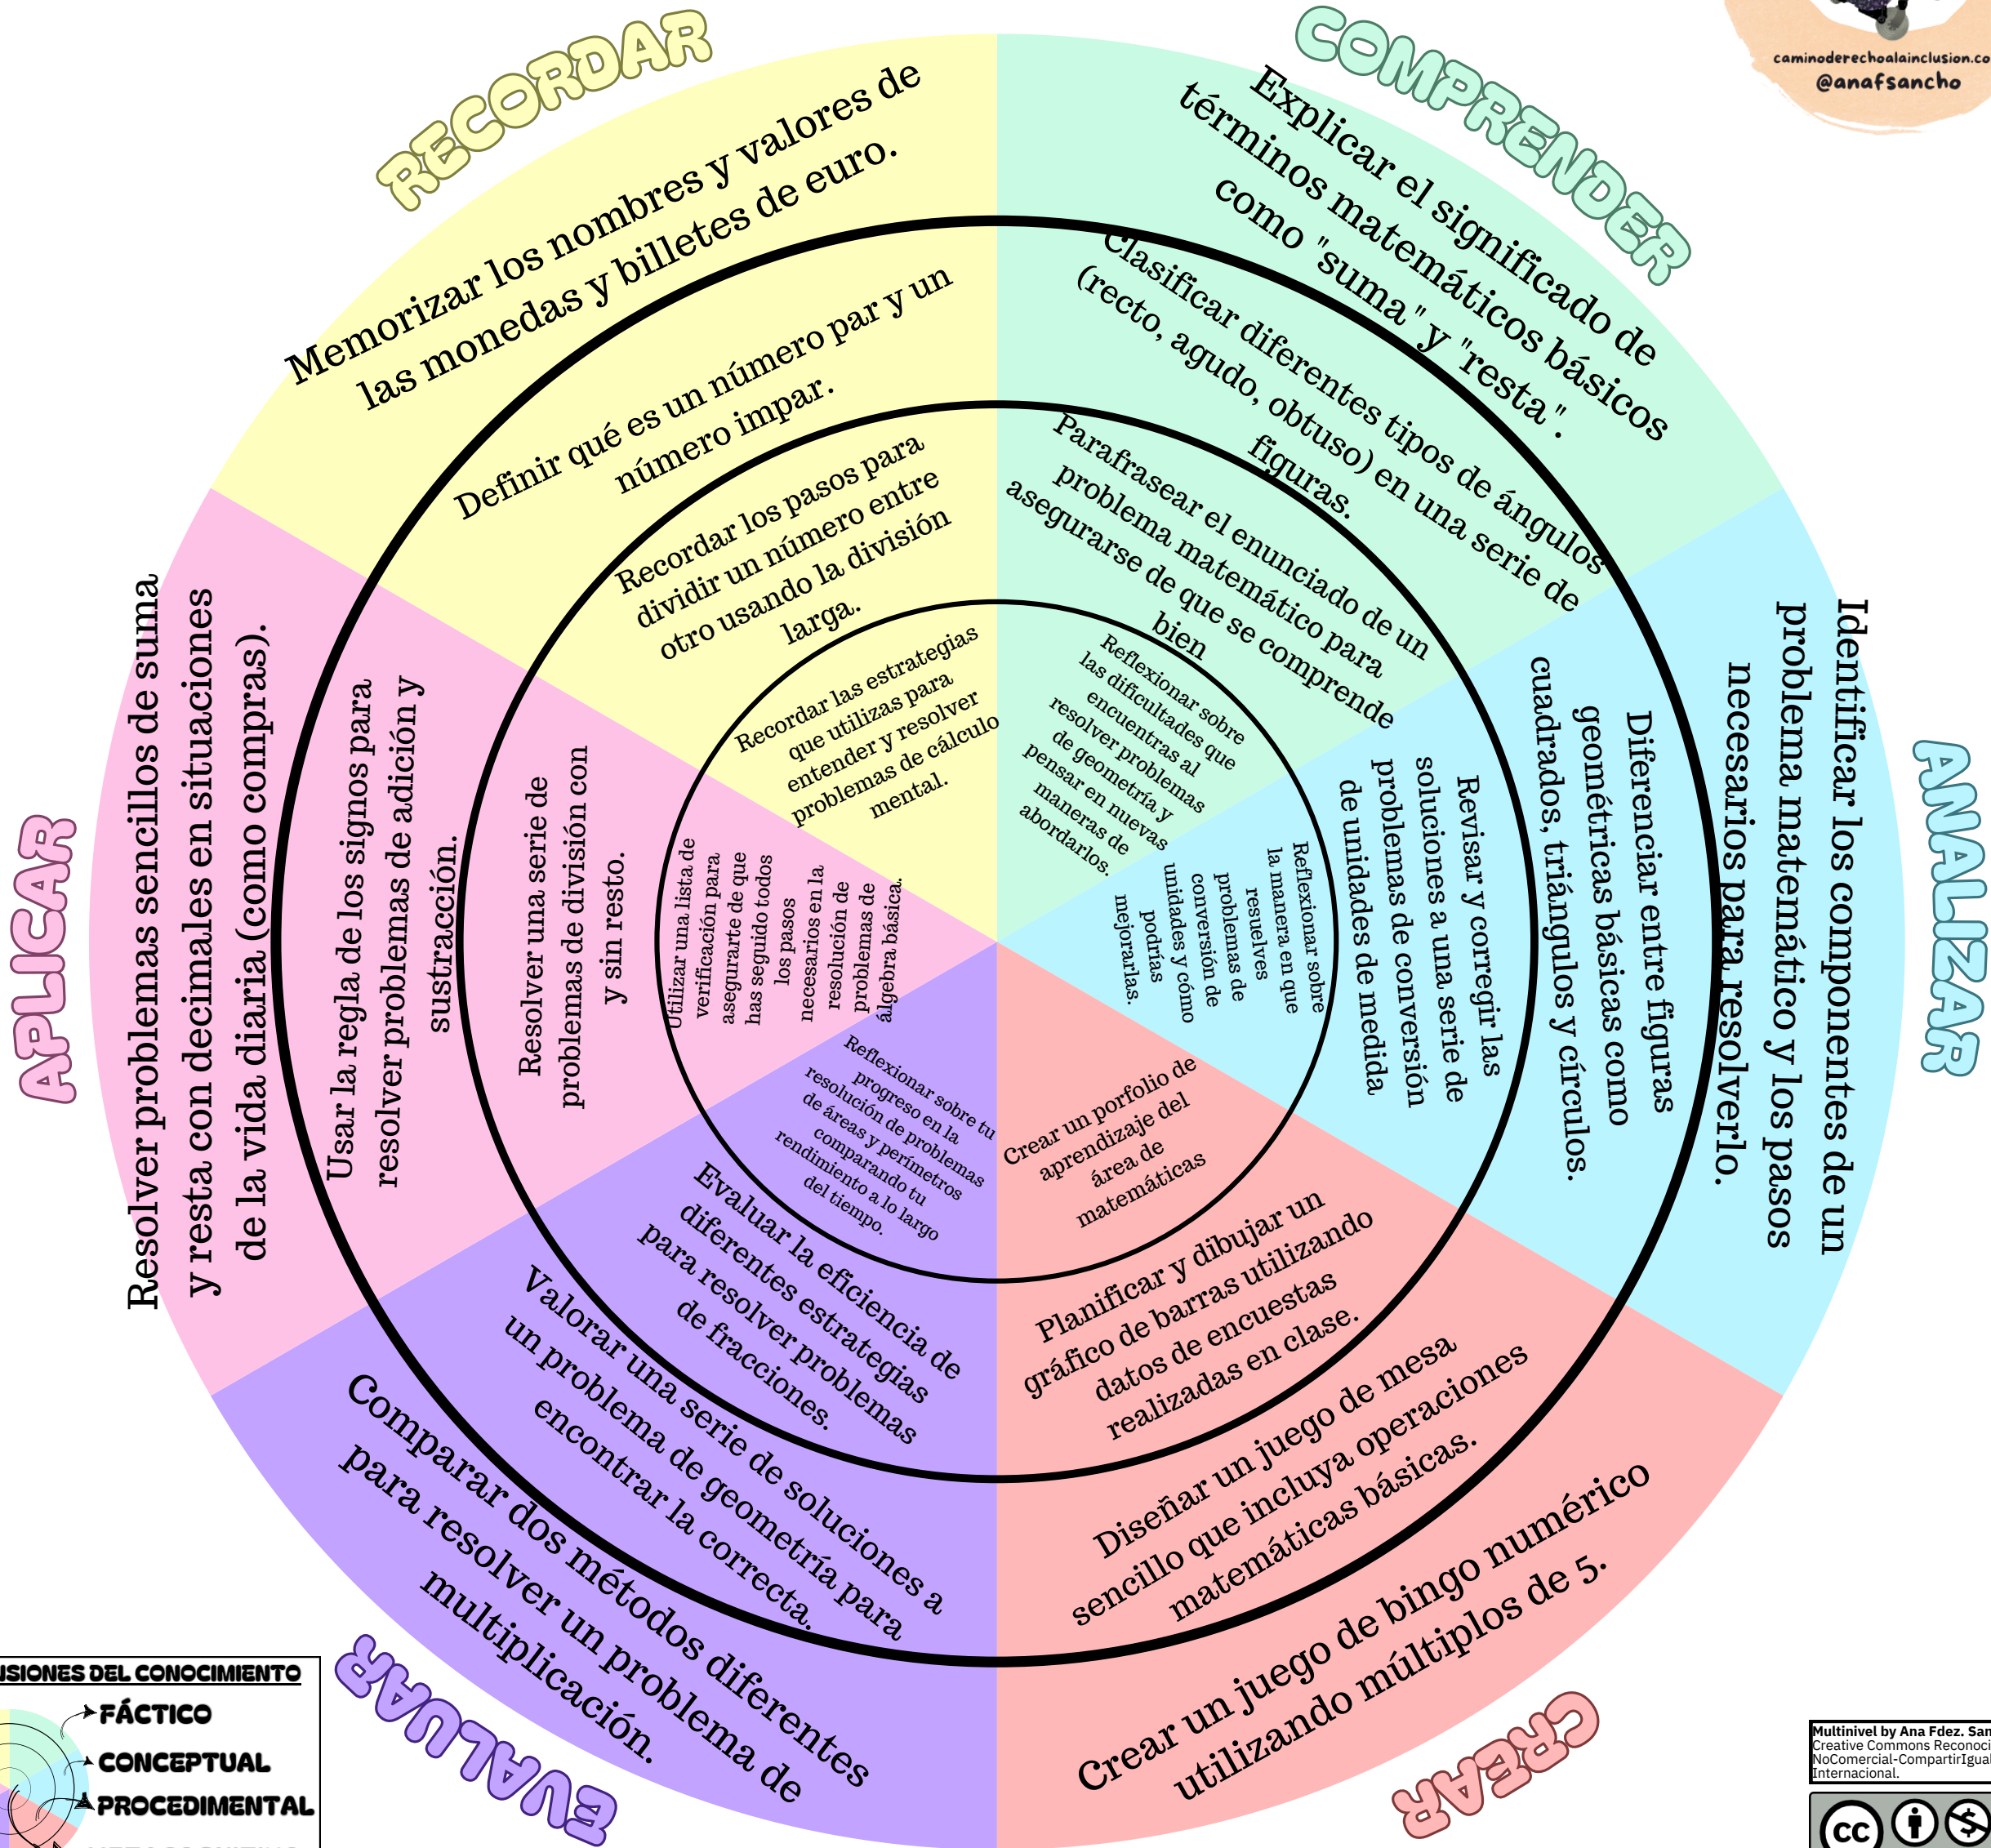 caminoderechoalainclusion.co
@anafsancho
RECORDAR
Memorizar los nombres y valores de
las monedas y billetes de euro.
Definir qué es un número par y un
número impar.
Recordar los pasos para
dividir un número entre
otro usando la división
larga.
Recordar las estrategias
que utilizas para
entender y resolver
problemas de cálculo
mental.
COMPRENDER
Explicar el significado de
términos matemáticos básicos
como "suma" y "resta".
Clasificar diferentes tipos de ángulos
(recto, agudo, obtuso) en una serie de
figuras.
Parafrasear el enunciado de un
problema matemático para
asegurarse de que se comprende
bien
Reflexionar sobre
las dificultades que
encuentras al
resolver problemas
de geometría y
pensar en nuevas
maneras de
abordarlos.
ANALIZAR
Identificar los componentes de un
problema matemático y los pasos
necesarios para resolverlo.
Diferenciar entre figuras
geométricas básicas como
cuadrados, triángulos y círculos.
Revisar y corregir las
soluciones a una serie de
problemas de conversión
de unidades de medida
Reflexionar sobre
la manera en que
resuelves
problemas de
conversión de
unidades y cómo
podrías
mejorarlas.
CREAR
Crear un porfolio de
aprendizaje del
área de
matemáticas
Planificar y dibujar un
gráfico de barras utilizando
datos de encuestas
realizadas en clase.
Diseñar un juego de mesa
sencillo que incluya operaciones
matemáticas básicas.
Crear un juego de bingo numérico
utilizando múltiplos de 5.
EVALUAR
Reflexionar sobre tu
progreso en la
resolución de problemas
de áreas y perímetros
comparando tu
rendimiento a lo largo
del tiempo.
Evaluar la eficiencia de
diferentes estrategias
para resolver problemas
de fracciones.
Valorar una serie de soluciones a
un problema de geometría para
encontrar la correcta.
Comparar dos métodos diferentes
para resolver un problema de
multiplicación.
APLICAR
Resolver problemas sencillos de suma
y resta con decimales en situaciones
de la vida diaria (como compras).
Usar la regla de los signos para
resolver problemas de adición y
sustracción.
Resolver una serie de
problemas de división con
y sin resto.
Utilizar una lista de
verificación para
asegurarte de que
has seguido todos
los pasos
necesarios en la
resolución de
problemas de
álgebra básica.
NSIONES DEL CONOCIMIENTO
FÁCTICO
CONCEPTUAL
PROCEDIMENTAL
Multinivel by Ana Fdez. San
Creative Commons Reconoci
NoComercial-CompartirIgual
Internacional.
cc